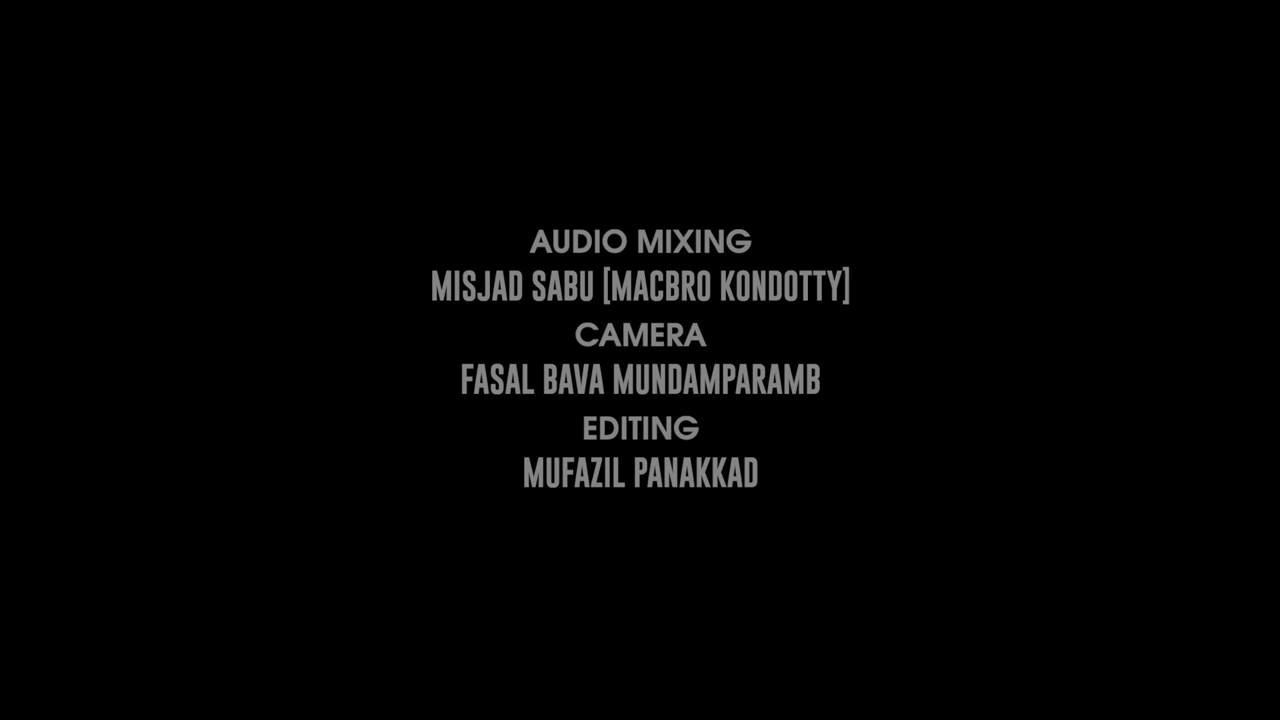 AUDIO MIXING
MISJAD SABU [MACBRO KONDOTTY]
CAMERA
FASAL BAVA MUNDAMPARAMB
EDITING
MUFAZIL PANAKKAD